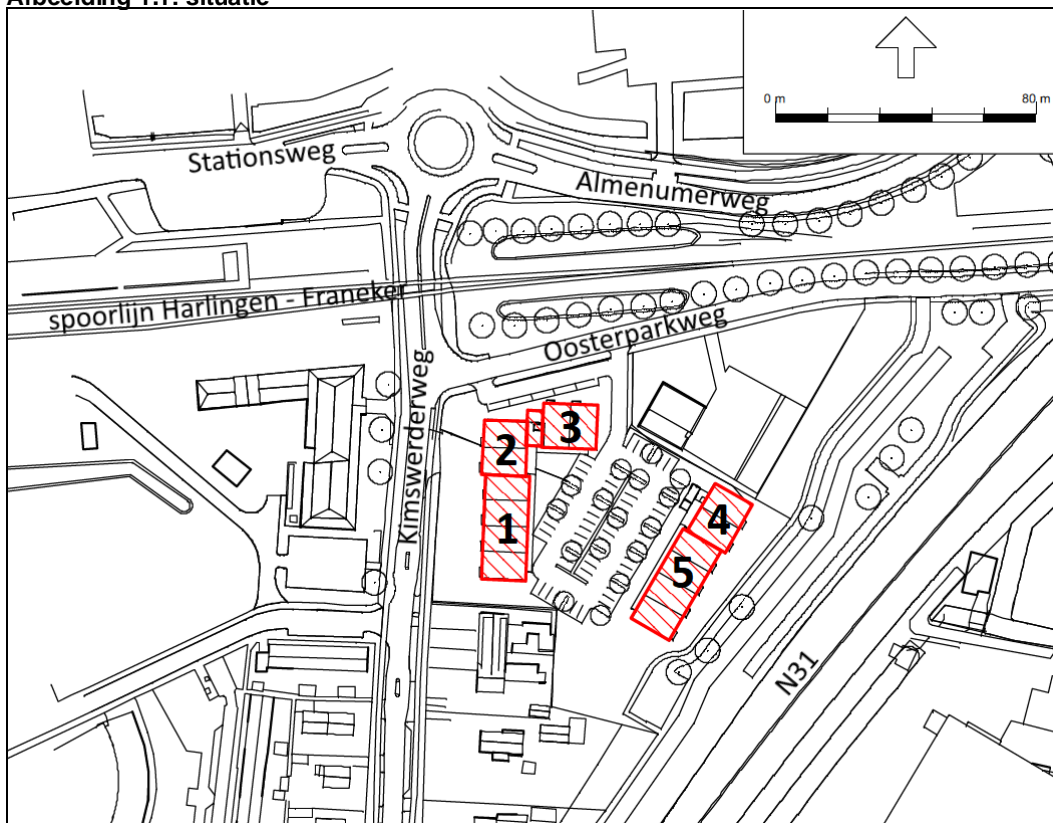 Afbeelding 1.1: situatie
0 m 80 m
Stationsweg
Almenumerweg
spoorlijn Harlingen - Franeker
Oosterparkweg
Kimswerderweg
3
2
1
4
5
N31